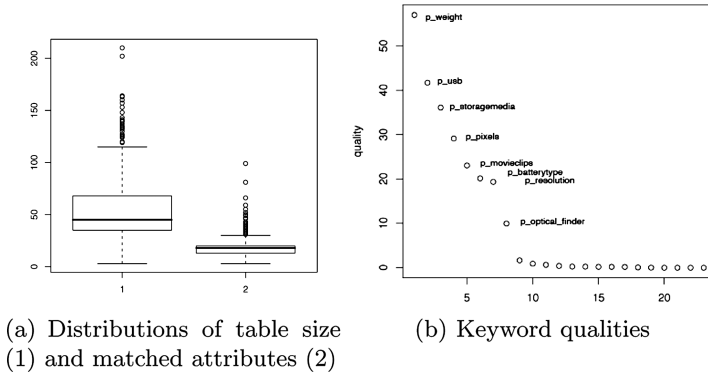 200
150
100
50
0
1 2
(a) Distributions of table size
(1) and matched attributes (2)
quality
50
40
30
20
10
0
p_weight
p_usb
p_storagemedia
p_pixels
p_movieclips
p_batterytype
p_resolution
p_optical_finder
5 10 15 20
(b) Keyword qualities